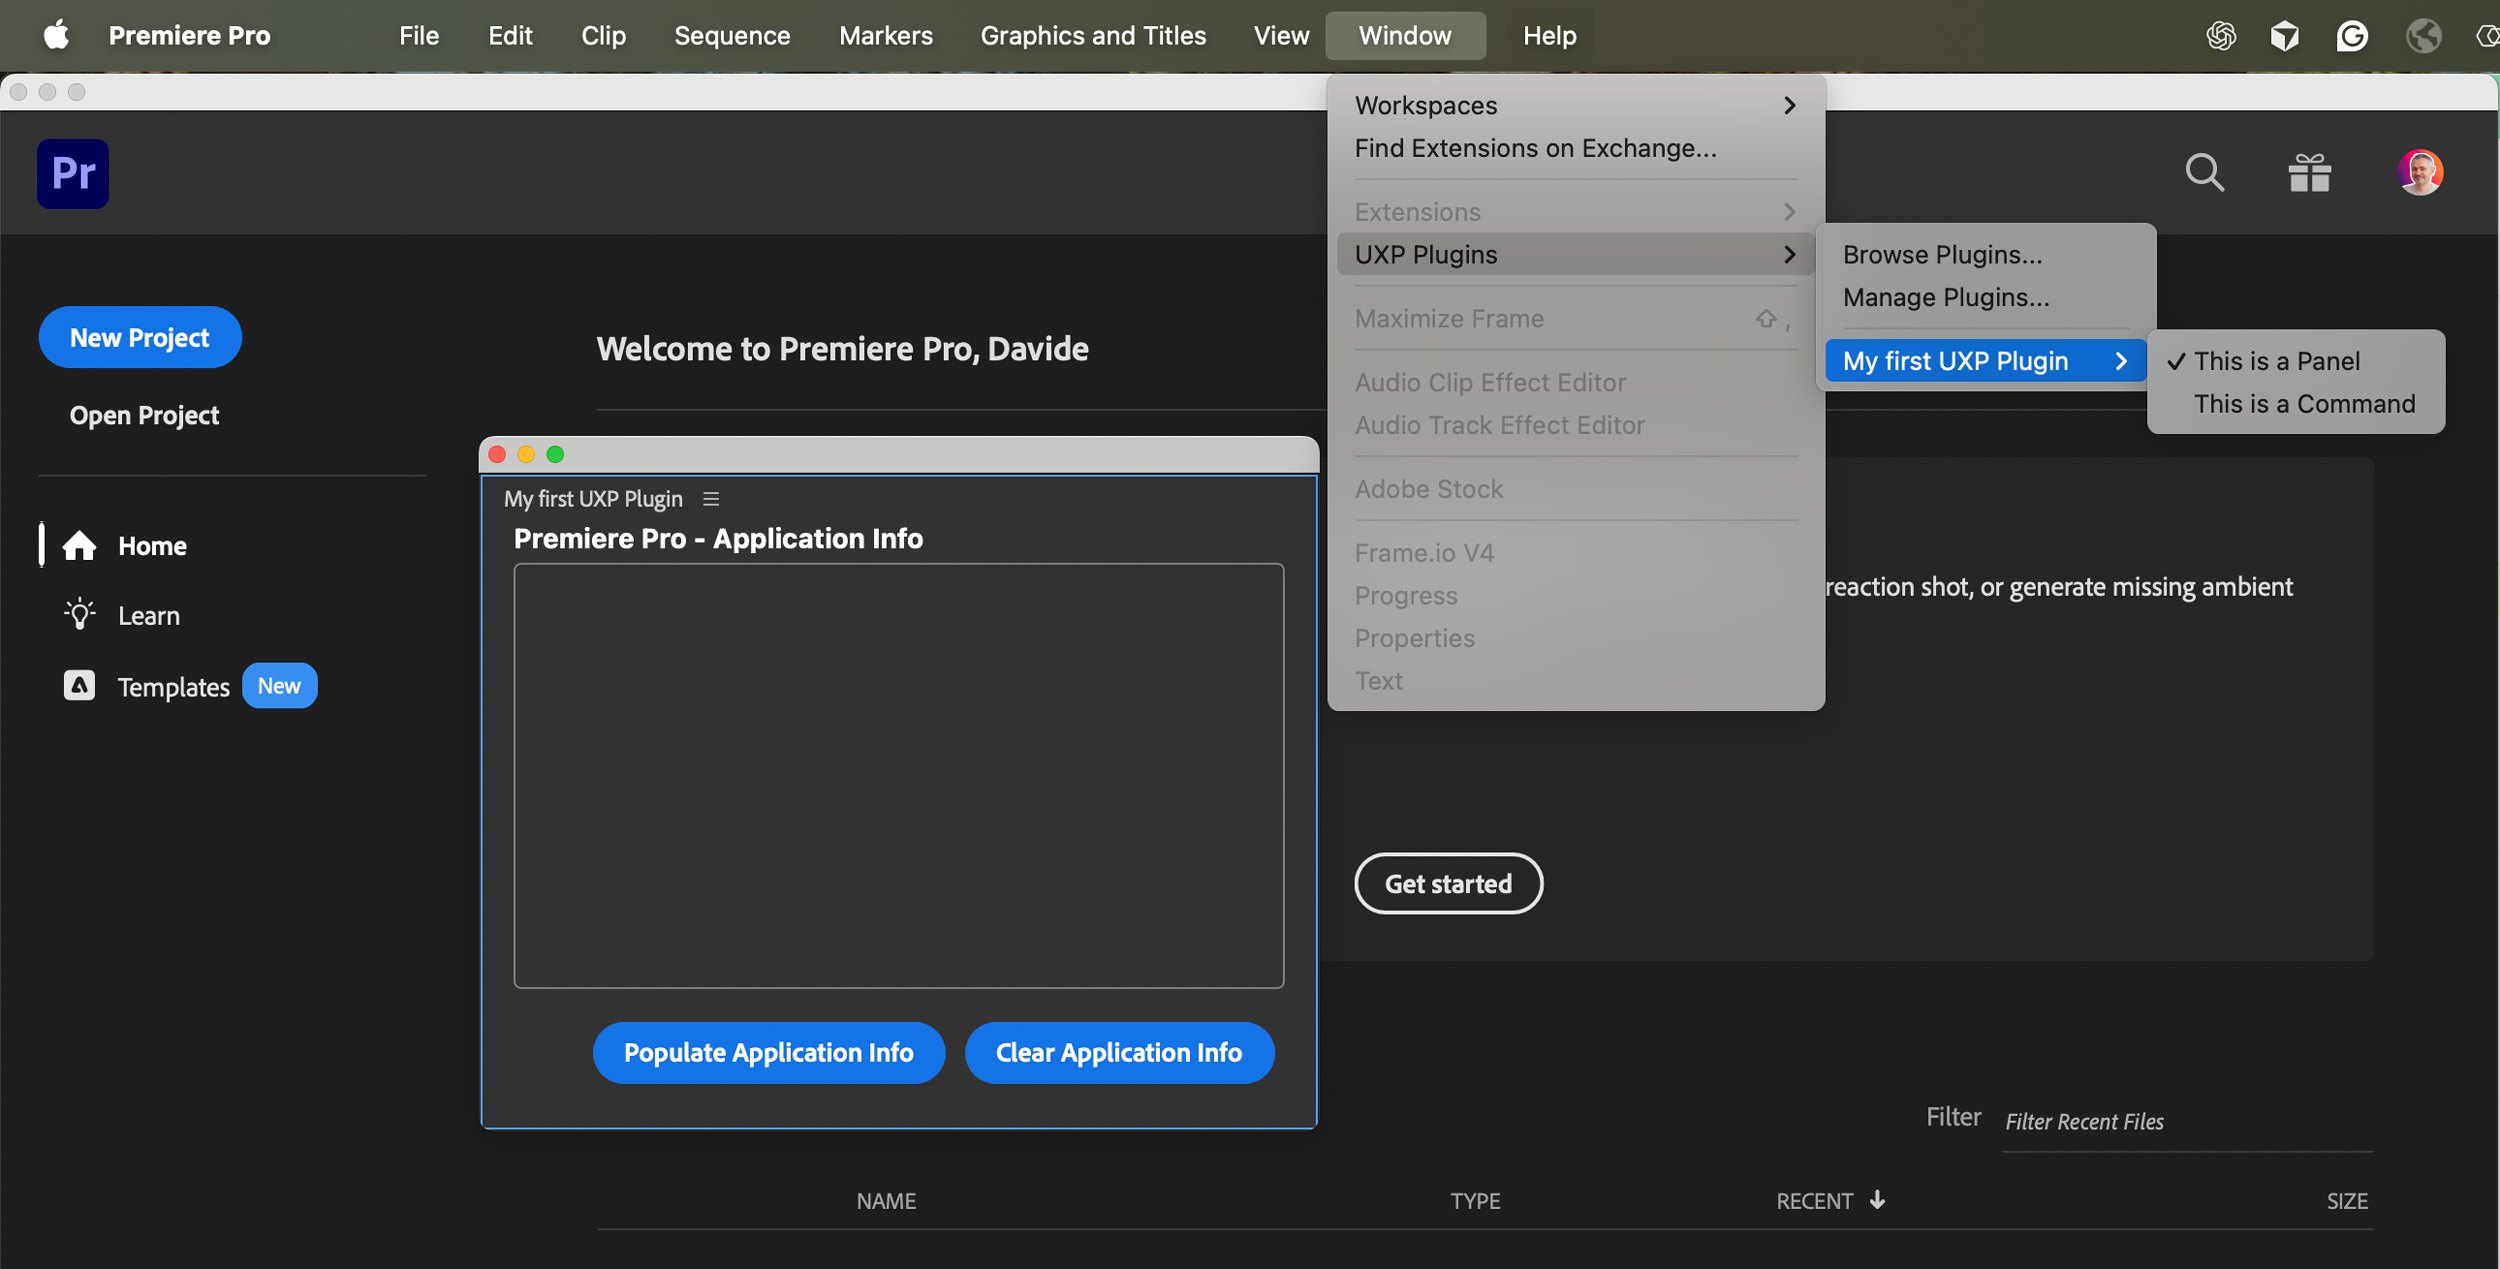 Premiere Pro File Edit Clip Sequence Markers Graphics and Titles View Window Help
Pr
Workspaces
Find Extensions on Exchange...
Extensions
UXP Plugins
Maximize Frame ⇧ ,
Audio Clip Effect Editor
Audio Track Effect Editor
Adobe Stock
Frame.io V4
Progress
Properties
Text
Browse Plugins...
Manage Plugins...
My first UXP Plugin
✓ This is a Panel
This is a Command
New Project
Open Project
Home
Learn
Templates New
Welcome to Premiere Pro, Davide
My first UXP Plugin
Premiere Pro - Application Info
Populate Application Info Clear Application Info
reaction shot, or generate missing ambient
Get started
Filter Filter Recent Files
NAME TYPE RECENT SIZE